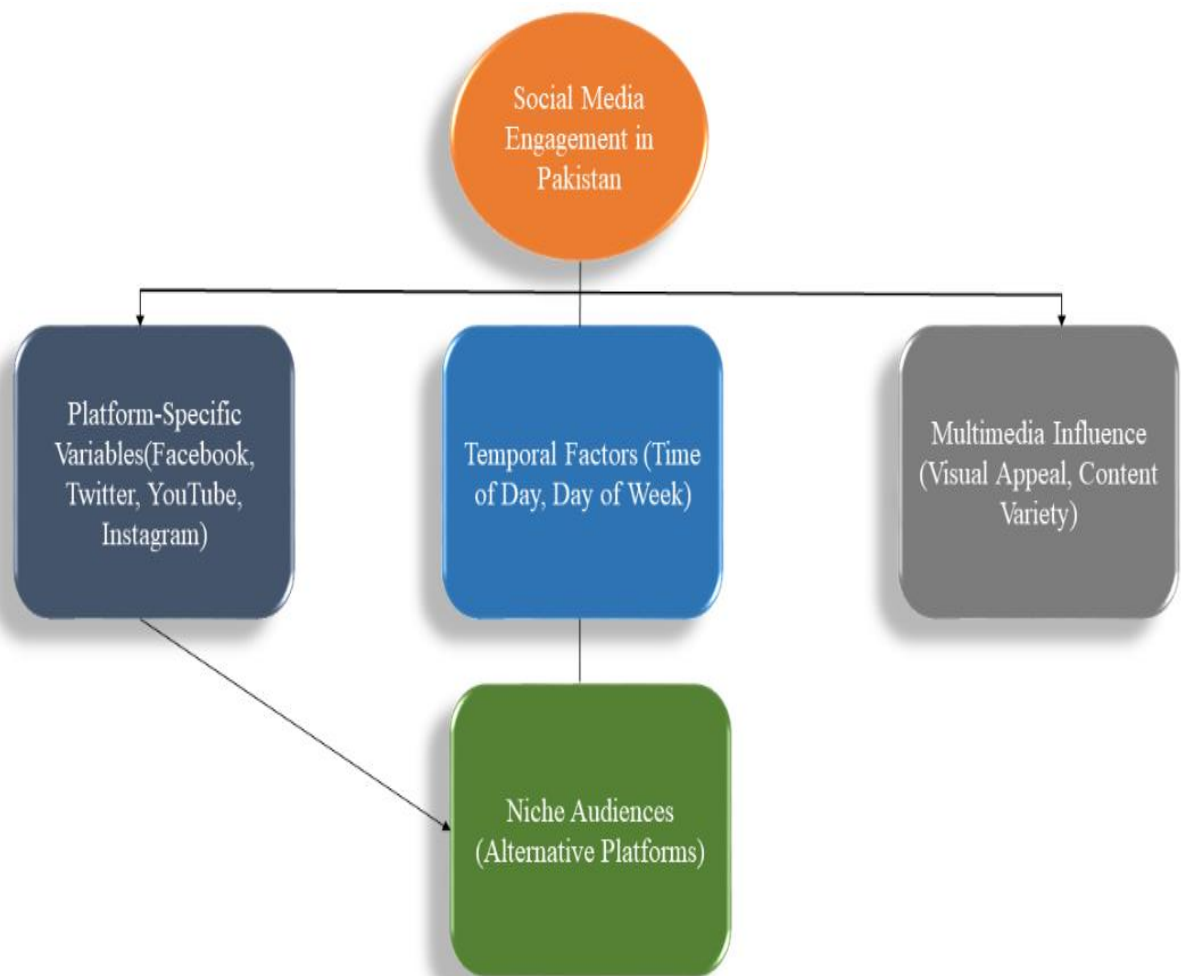 Social Media
Engagement in
Pakistan
Platform-Specific
Variables(Facebook,
Twitter, YouTube,
Instagram)
Temporal Factors (Time
of Day, Day of Week)
Multimedia Influence
(Visual Appeal, Content
Variety)
Niche Audiences
(Alternative Platforms)